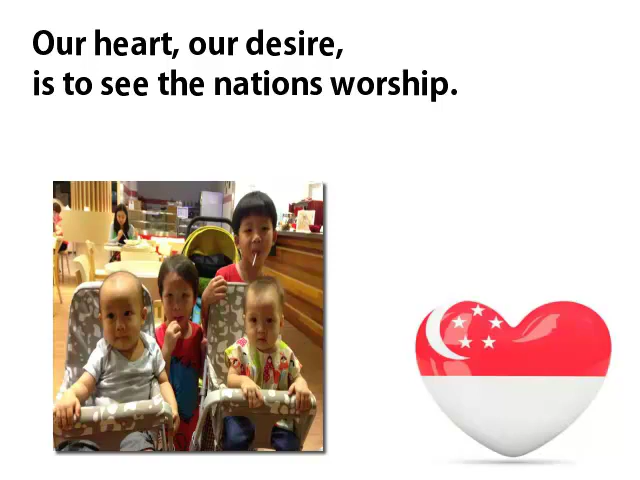 Our heart, our desire,
is to see the nations worship.